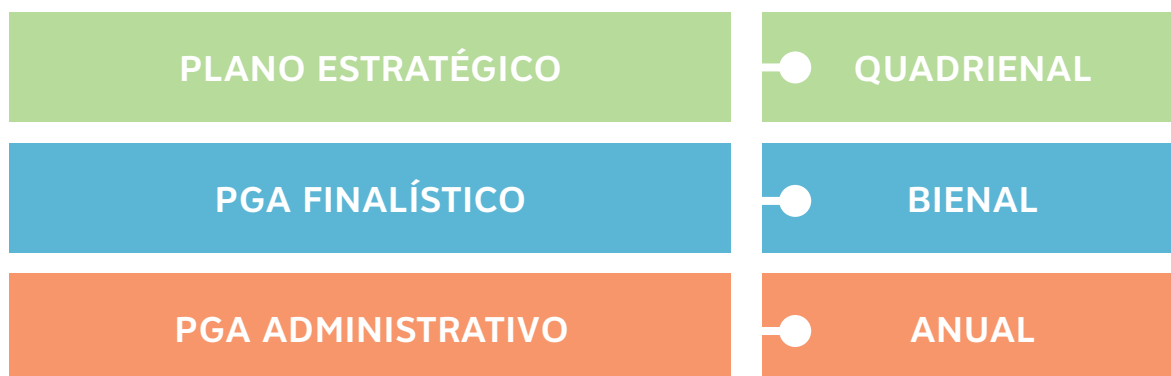 PLANO ESTRATÉGICO
QUADRIENAL
PGA FINALÍSTICO
BIENAL
PGA ADMINISTRATIVO
ANUAL